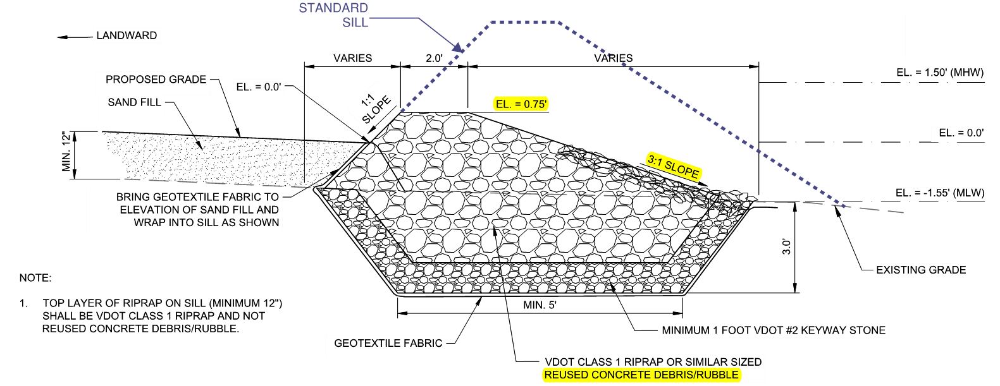 STANDARD
SILL
LANDWARD
VARIES
2.0'
VARIES
EL. = 1.50' (MHW)
PROPOSED GRADE
EL. = 0.0'
SAND FILL
1:1
SLOPE
EL. = 0.75'
EL. = 0.0'
MIN. 12"
3:1 SLOPE
BRING GEOTEXTILE FABRIC TO
ELEVATION OF SAND FILL AND
WRAP INTO SILL AS SHOWN
EL. = -1.55' (MLW)
3.0'
EXISTING GRADE
NOTE:
1. TOP LAYER OF RIPRAP ON SILL (MINIMUM 12")
SHALL BE VDOT CLASS 1 RIPRAP AND NOT
REUSED CONCRETE DEBRIS/RUBBLE.
MIN. 5'
MINIMUM 1 FOOT VDOT #2 KEYWAY STONE
GEOTEXTILE FABRIC
VDOT CLASS 1 RIPRAP OR SIMILAR SIZED
REUSED CONCRETE DEBRIS/RUBBLE